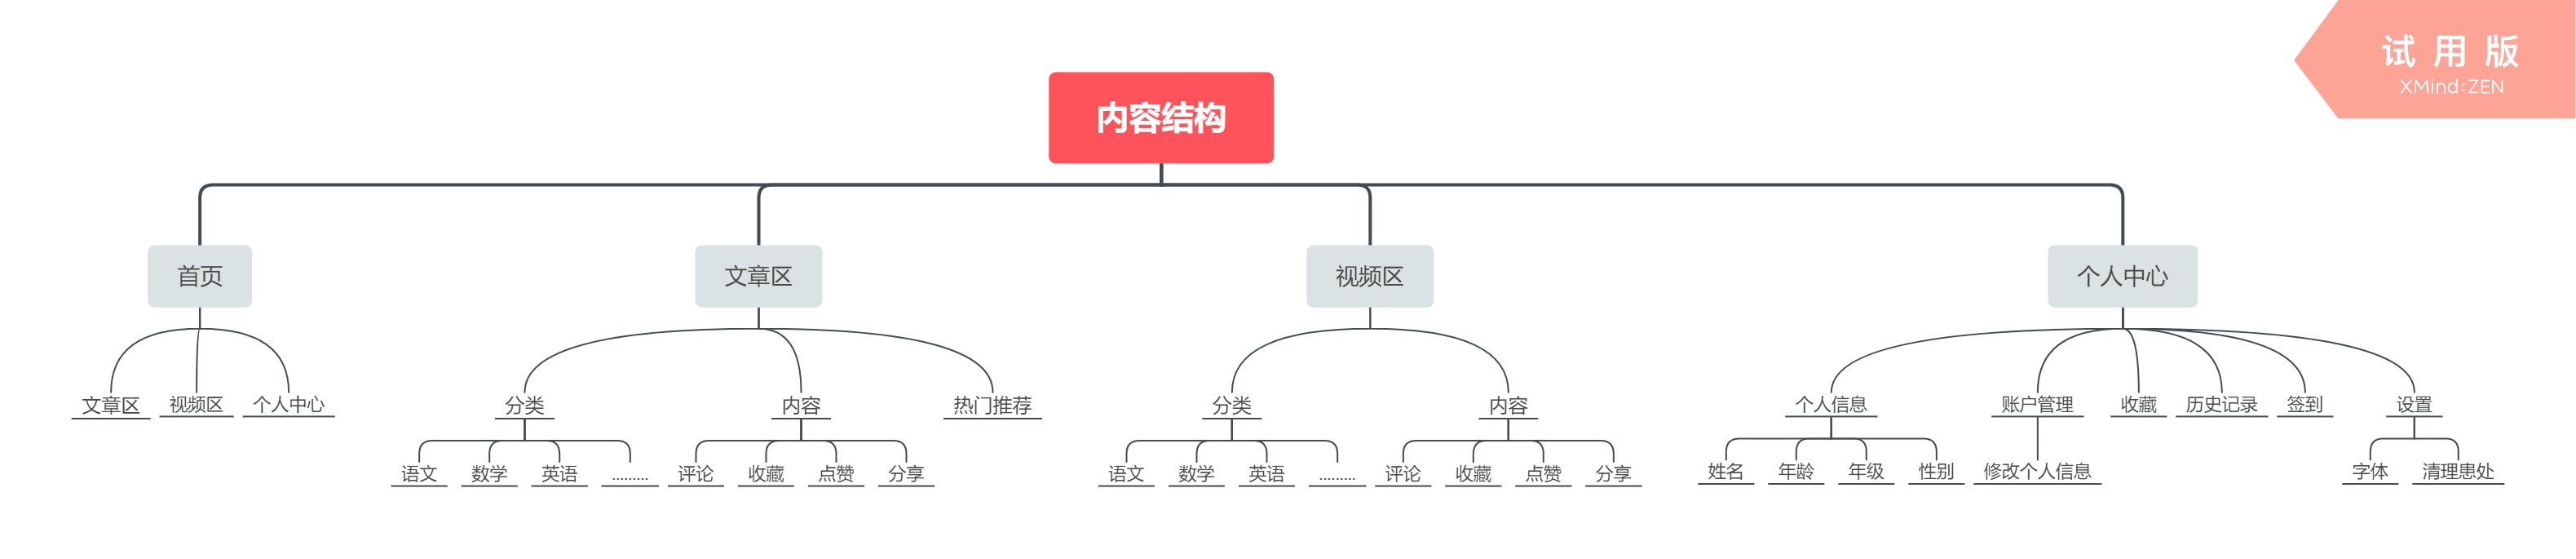 试 用 版
XMind:ZEN
内容结构
首页
文章区
视频区
个人中心
文章区
视频区
个人中心
分类
内容
热门推荐
分类
内容
个人信息
账户管理
收藏
历史记录
签到
设置
语文
数学
英语
.........
评论
收藏
点赞
分享
语文
数学
英语
.........
评论
收藏
点赞
分享
姓名
年龄
年级
性别
修改个人信息
字体
清理患处